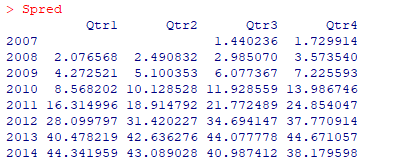 > Spred
Qtr1 Qtr2 Qtr3 Qtr4
2007 1.440236 1.729914
2008 2.076568 2.490832 2.985070 3.573540
2009 4.272521 5.100353 6.077367 7.225593
2010 8.568202 10.128528 11.928559 13.986746
2011 16.314996 18.914792 21.772489 24.854047
2012 28.099797 31.420227 34.694147 37.770914
2013 40.478219 42.636276 44.077778 44.671057
2014 44.341959 43.089028 40.987412 38.179598